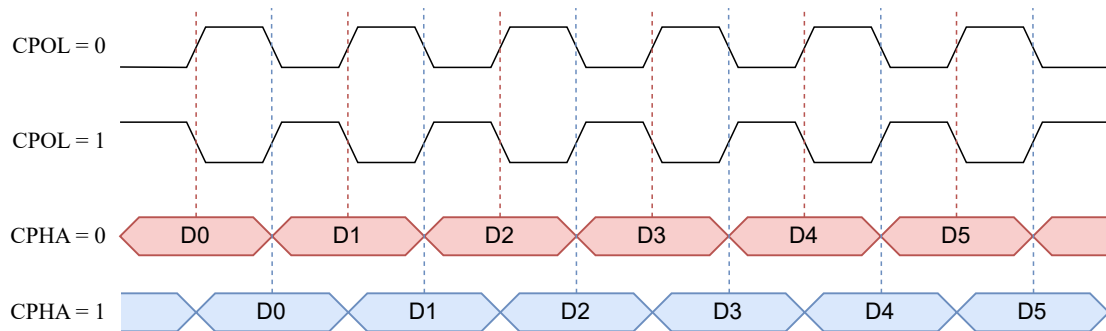 CPOL = 0
CPOL = 1
CPHA = 0 D0 D1 D2 D3 D4 D5
CPHA = 1 D0 D1 D2 D3 D4 D5